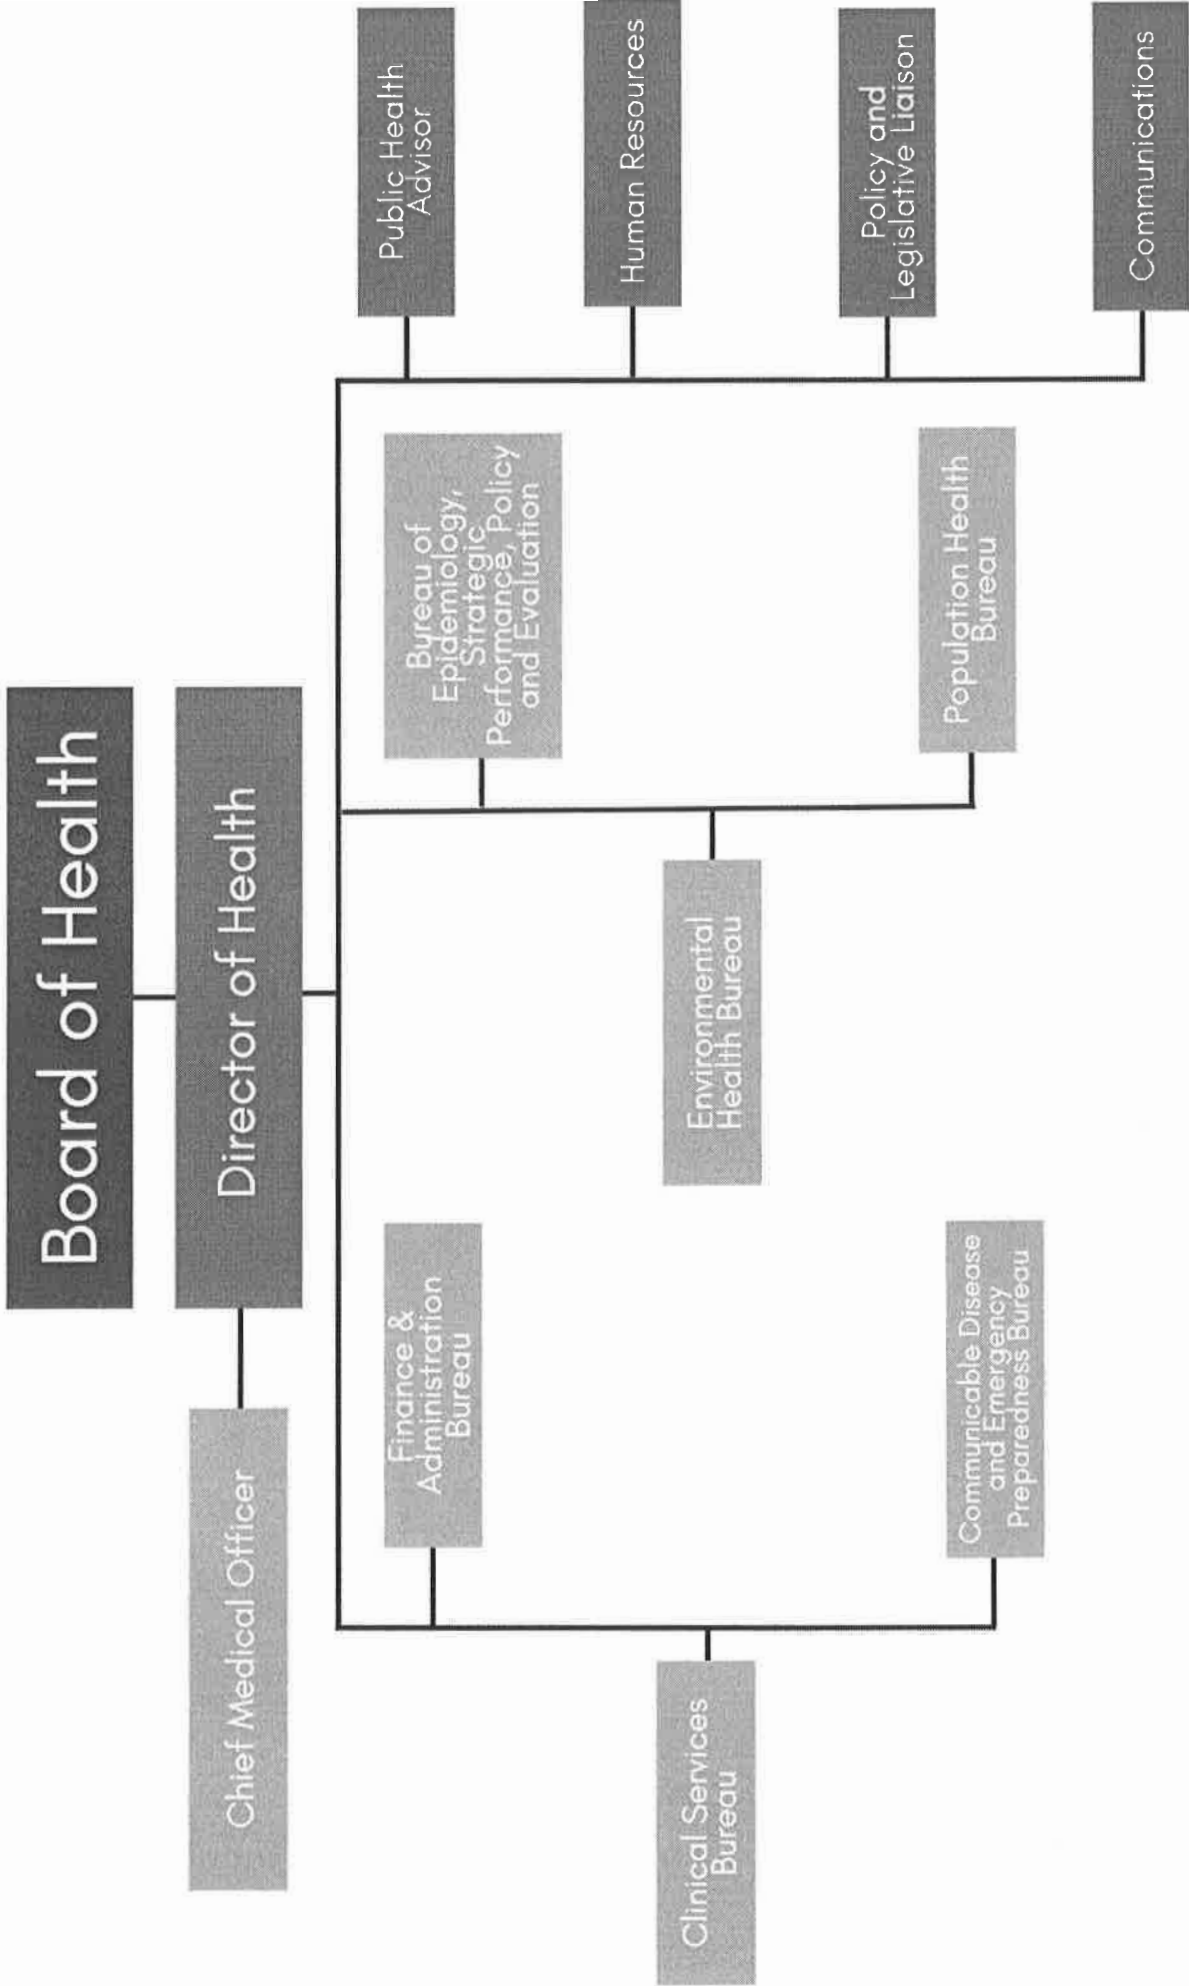 Board of Health
Director of Health
Chief Medical Officer
Finance &
Administration
Bureau
Clinical Services
Bureau
Communicable Disease
and Emergency
Preparedness Bureau
Bureau of
Epidemiology,
Strategic
Performance, Policy
and Evaluation
Environmental
Health Bureau
Population Health
Bureau
Public Health
Advisor
Human Resources
Policy and
Legislative Liaison
Communications